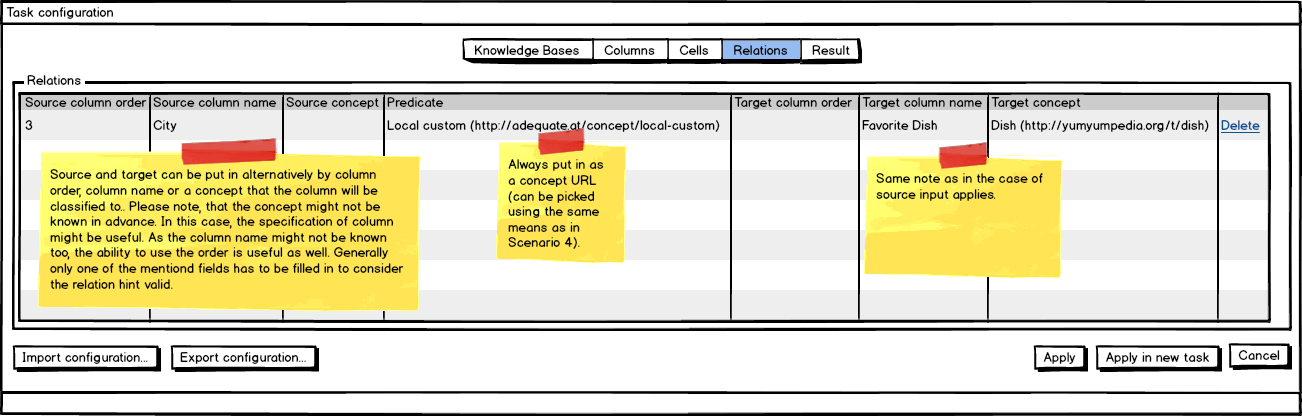 Task configuration
Knowledge Bases Columns Cells Relations Result
Relations
Source column order Source column name Source concept Predicate Target column order Target column name Target concept
3 City Local custom (http://adequate.at/concept/local-custom) Favorite Dish Dish (http://yumyumpedia.org/t/dish) Delete
Source and target can be put in alternatively by column
order, column name or a concept that the column will be
classified to.. Please note, that the concept might not be
known in advance. In this case, the specification of column
might be useful. As the column name might not be known
too, the ability to use the order is useful as well. Generally
only one of the mentiond fields has to be filled in to consider
the relation hint valid.
Always put in as
a concept URL
(can be picked
using the same
means as in
Scenario 4).
Same note as in the case of
source input applies.
Import configuration... Export configuration... Apply Apply in new task Cancel